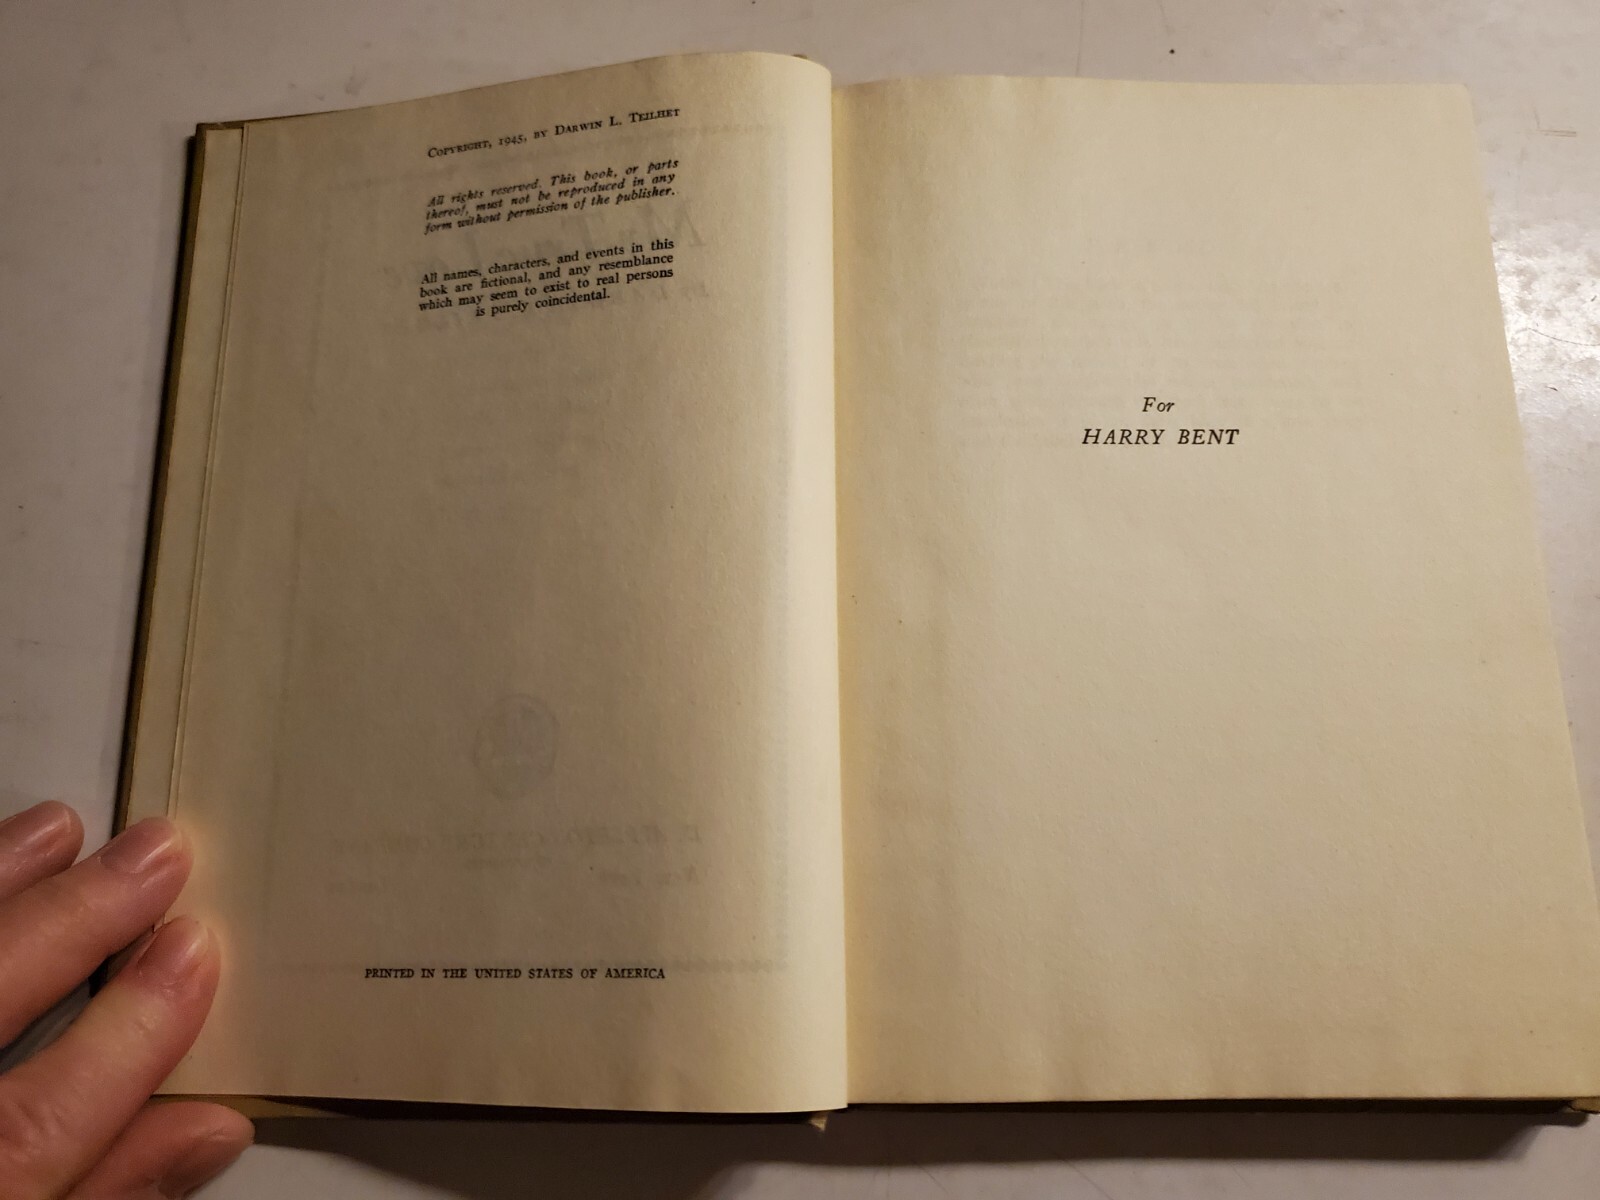 Copyright, 1945, by Darwin L. Teilhet
All rights reserved. This book, or parts
thereof, must not be reproduced in any
form without permission of the publisher.
All names, characters, and events in this
book are fictional, and any resemblance
which may seem to exist to real persons
is purely coincidental.
PRINTED IN THE UNITED STATES OF AMERICA
For
HARRY BENT